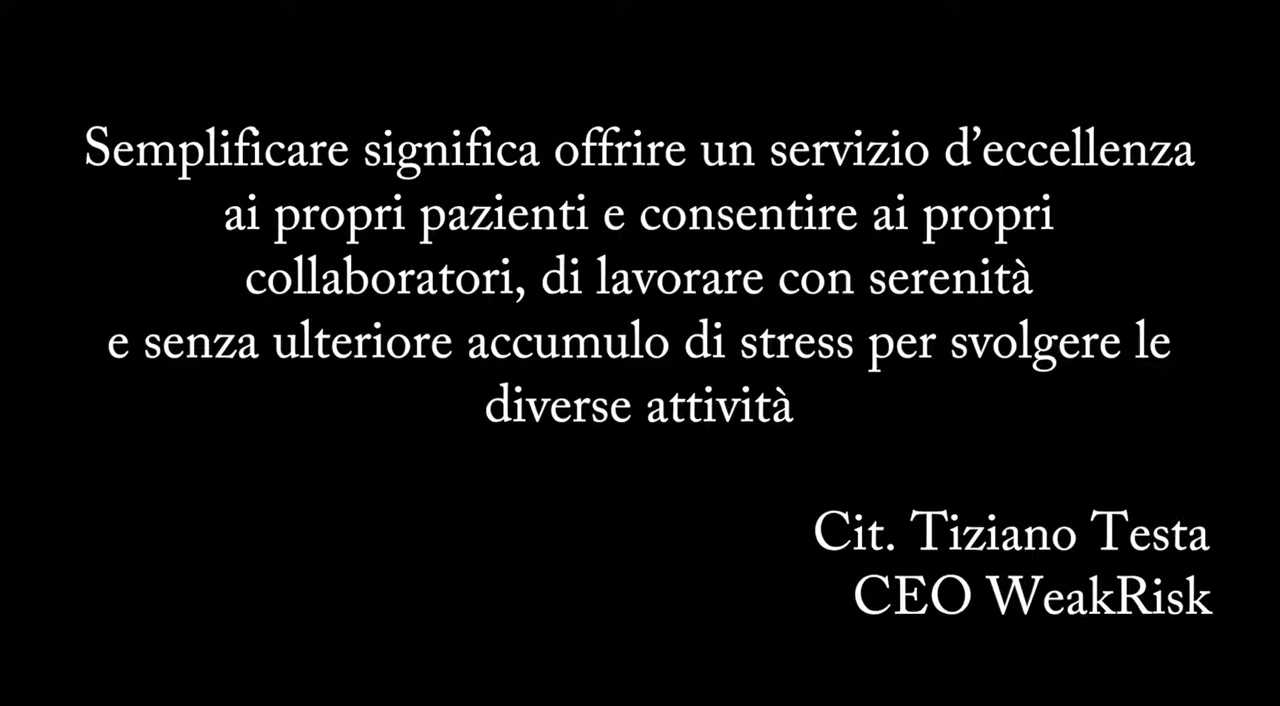 Semplificare significa offrire un servizio d’eccellenza
ai propri pazienti e consentire ai propri
collaboratori, di lavorare con serenità
e senza ulteriore accumulo di stress per svolgere le
diverse attività
Cit. Tiziano Testa
CEO WeakRisk